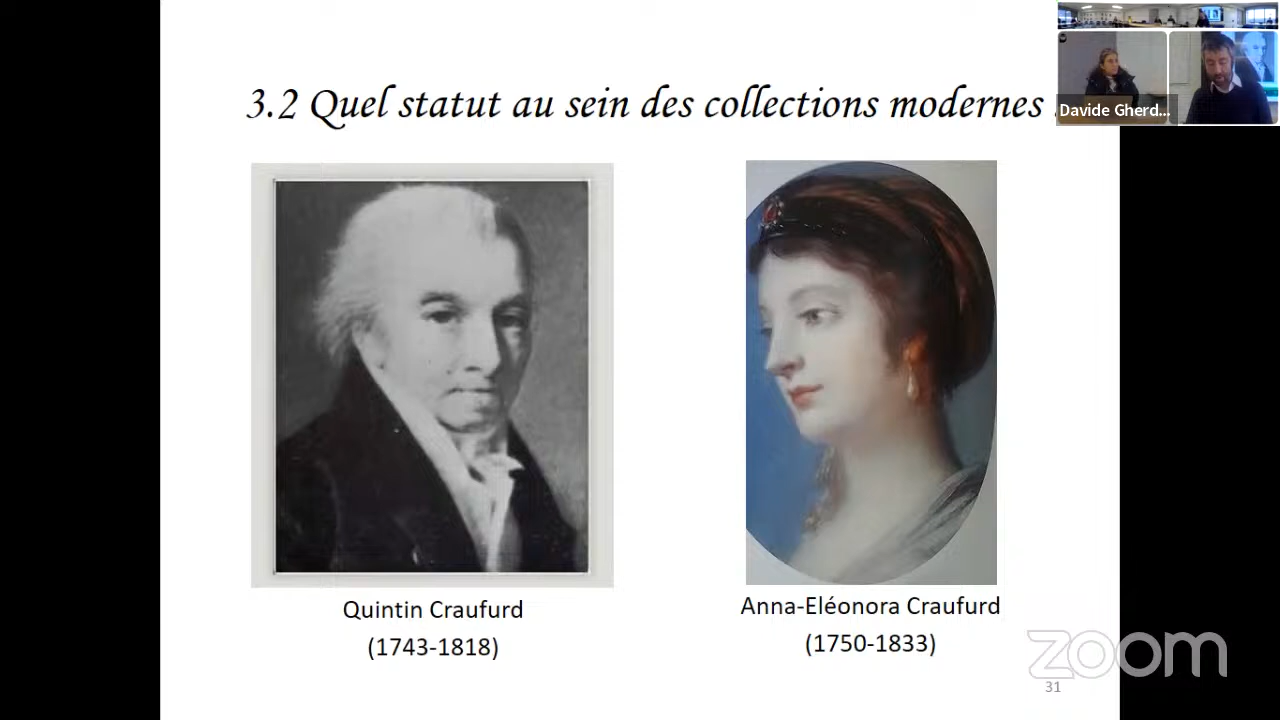 3.2 Quel statut au sein des collections modernes
Davide Gherd...
Quintin Craufurd
(1743-1818)
Anna-Eléonora Craufurd
(1750-1833)
zoom
31